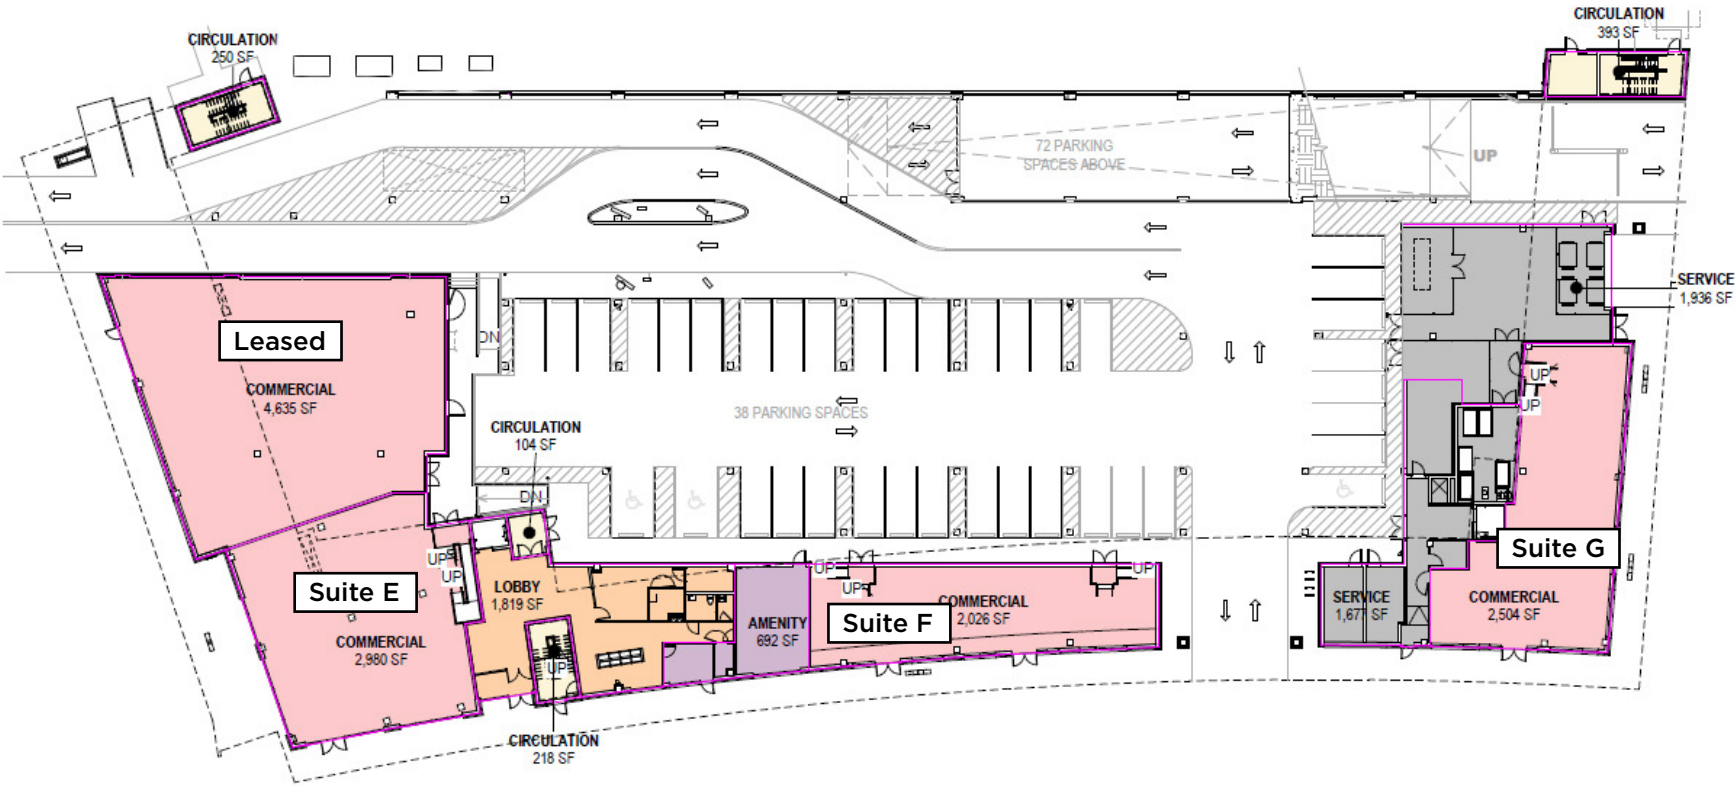 CIRCULATION
250 SF
CIRCULATION
393 SF
72 PARKING
SPACES ABOVE
UP
SERVICE
1,936 SF
Leased
COMMERCIAL
4,635 SF
DN
38 PARKING SPACES
CIRCULATION
104 SF
DN
UP
UP
Suite G
UP
UP
Suite E
COMMERCIAL
2,980 SF
LOBBY
1,819 SF
UP
AMENITY
692 SF
UP
UP
Suite F
COMMERCIAL
2,026 SF
UP
SERVICE
1,677 SF
COMMERCIAL
2,504 SF
CIRCULATION
218 SF